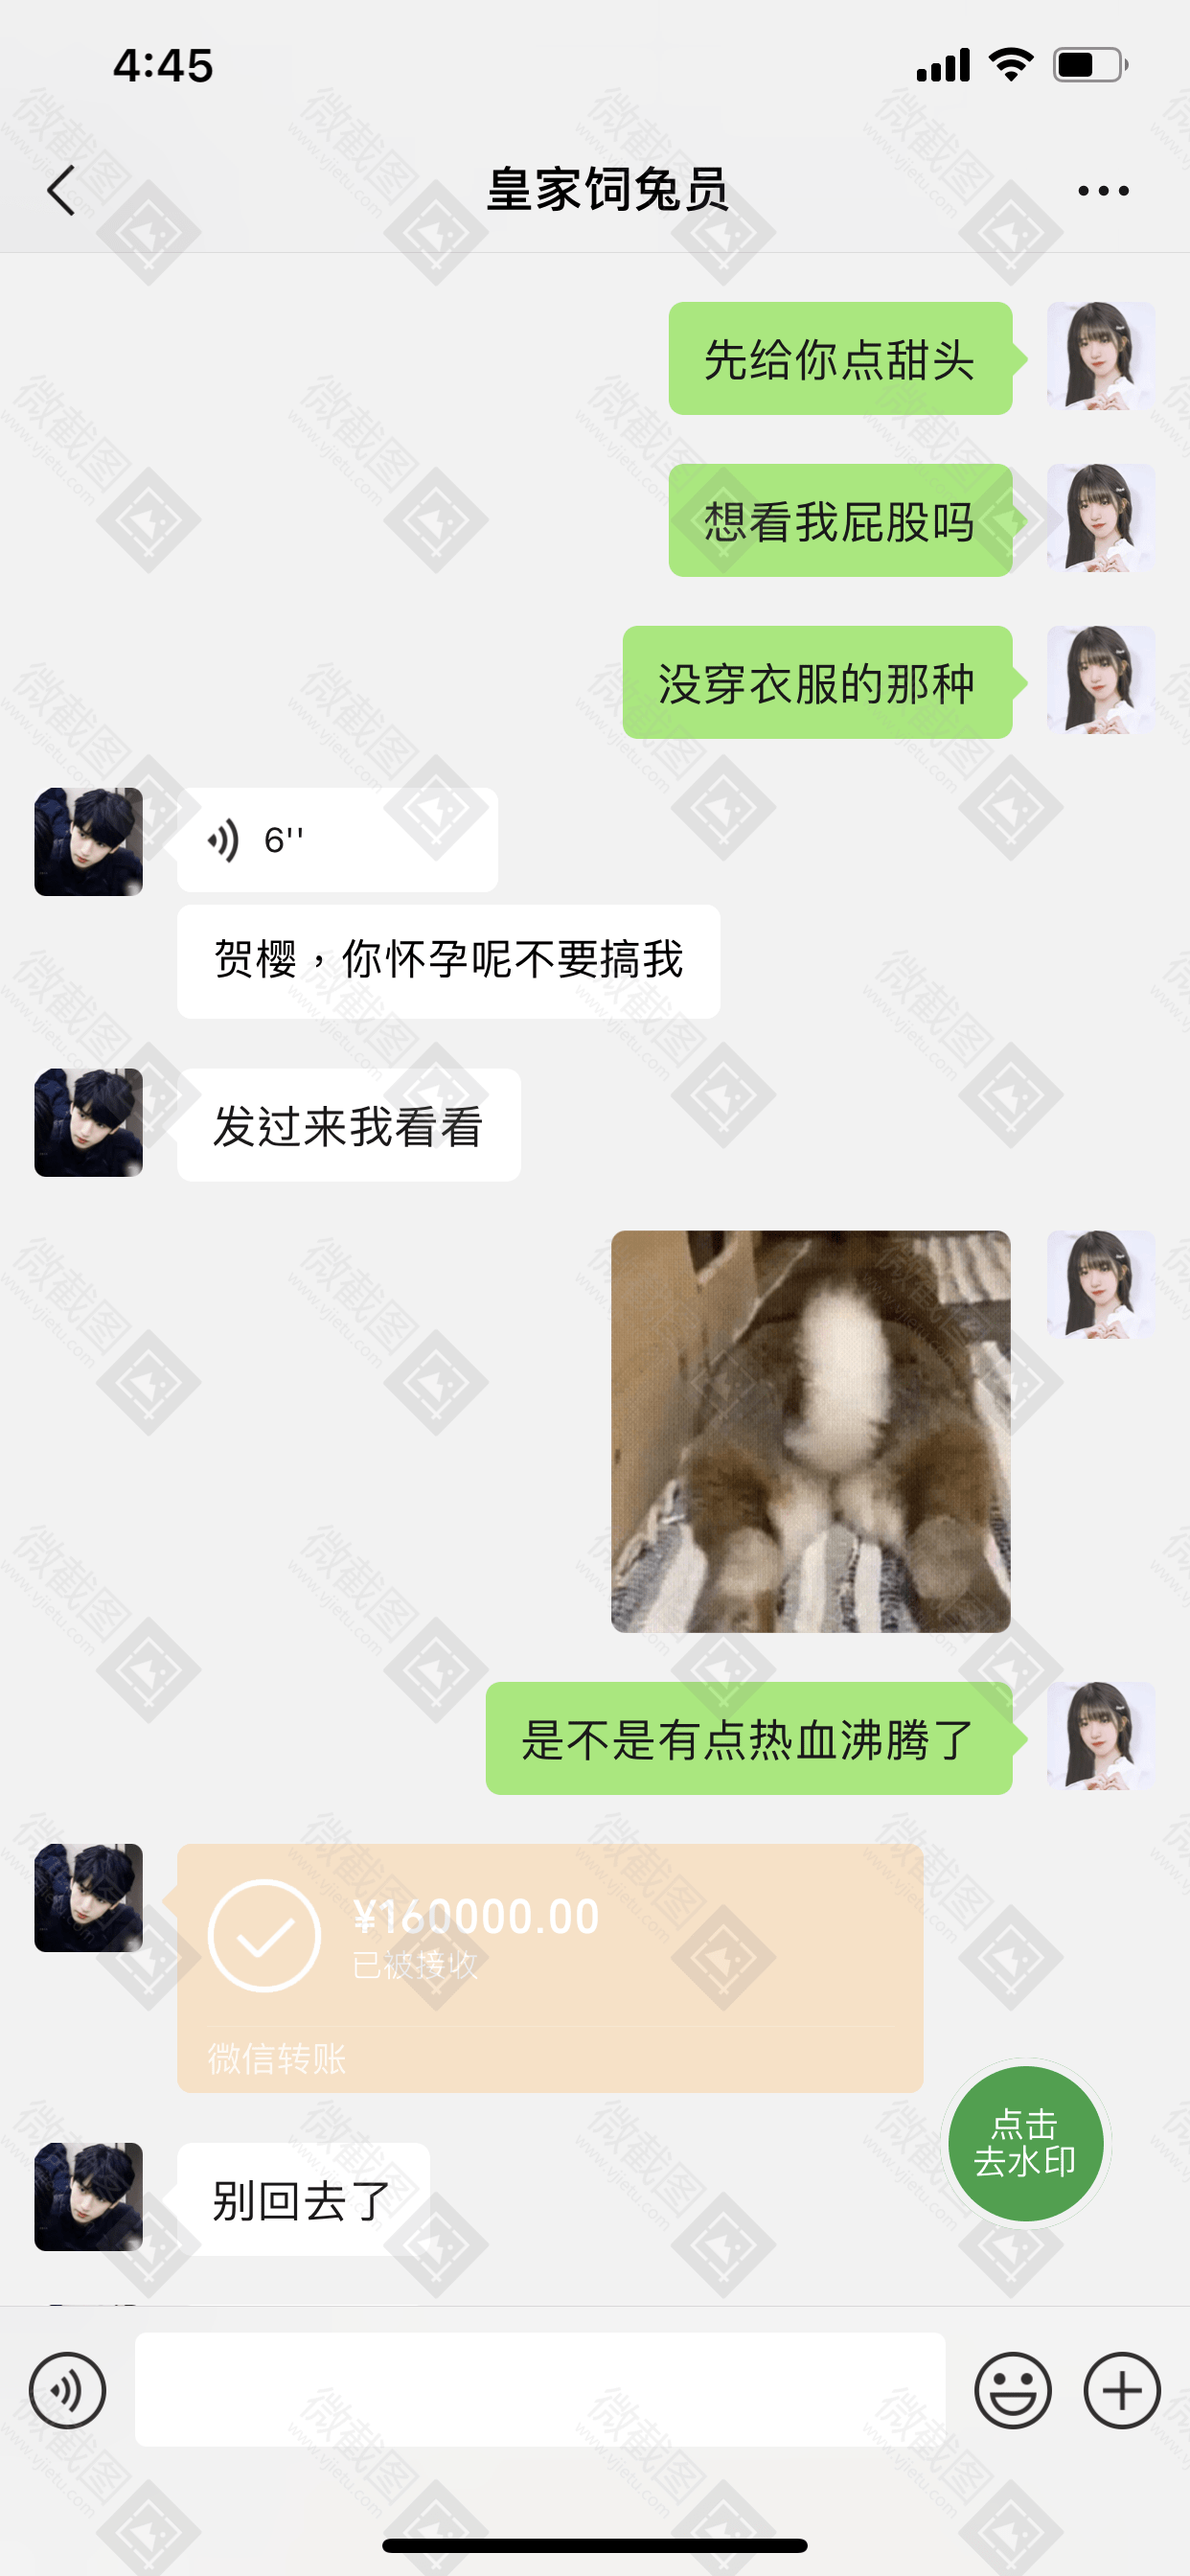 4:45
皇家饲兔员
先给你点甜头
想看我屁股吗
没穿衣服的那种
6''
贺樱，你怀孕呢不要搞我
发过来我看看
是不是有点热血沸腾了
¥160000.00
已被接收
微信转账
点击
去水印
别回去了
微截图
www.vjietu.com